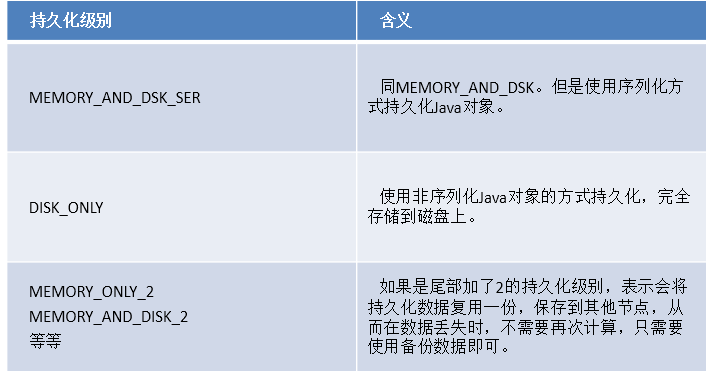 持久化级别
含义
MEMORY_AND_DSK_SER
同MEMORY_AND_DSK。但是使用序列化方
式持久化Java对象。
DISK_ONLY
使用非序列化Java对象的方式持久化，完全
存储到磁盘上。
MEMORY_ONLY_2
MEMORY_AND_DISK_2
等等
如果是尾部加了2的持久化级别，表示会将
持久化数据复用一份，保存到其他节点，从
而在数据丢失时，不需要再次计算，只需要
使用备份数据即可。